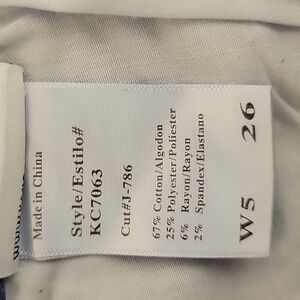 Made in China
Style/Estilo#
KC7063
Cut#J-786
67% Cotton/Algodon
25% Polyester/Poliester
6% Rayon/Rayon
2% Spandex/Elastano
W5 26